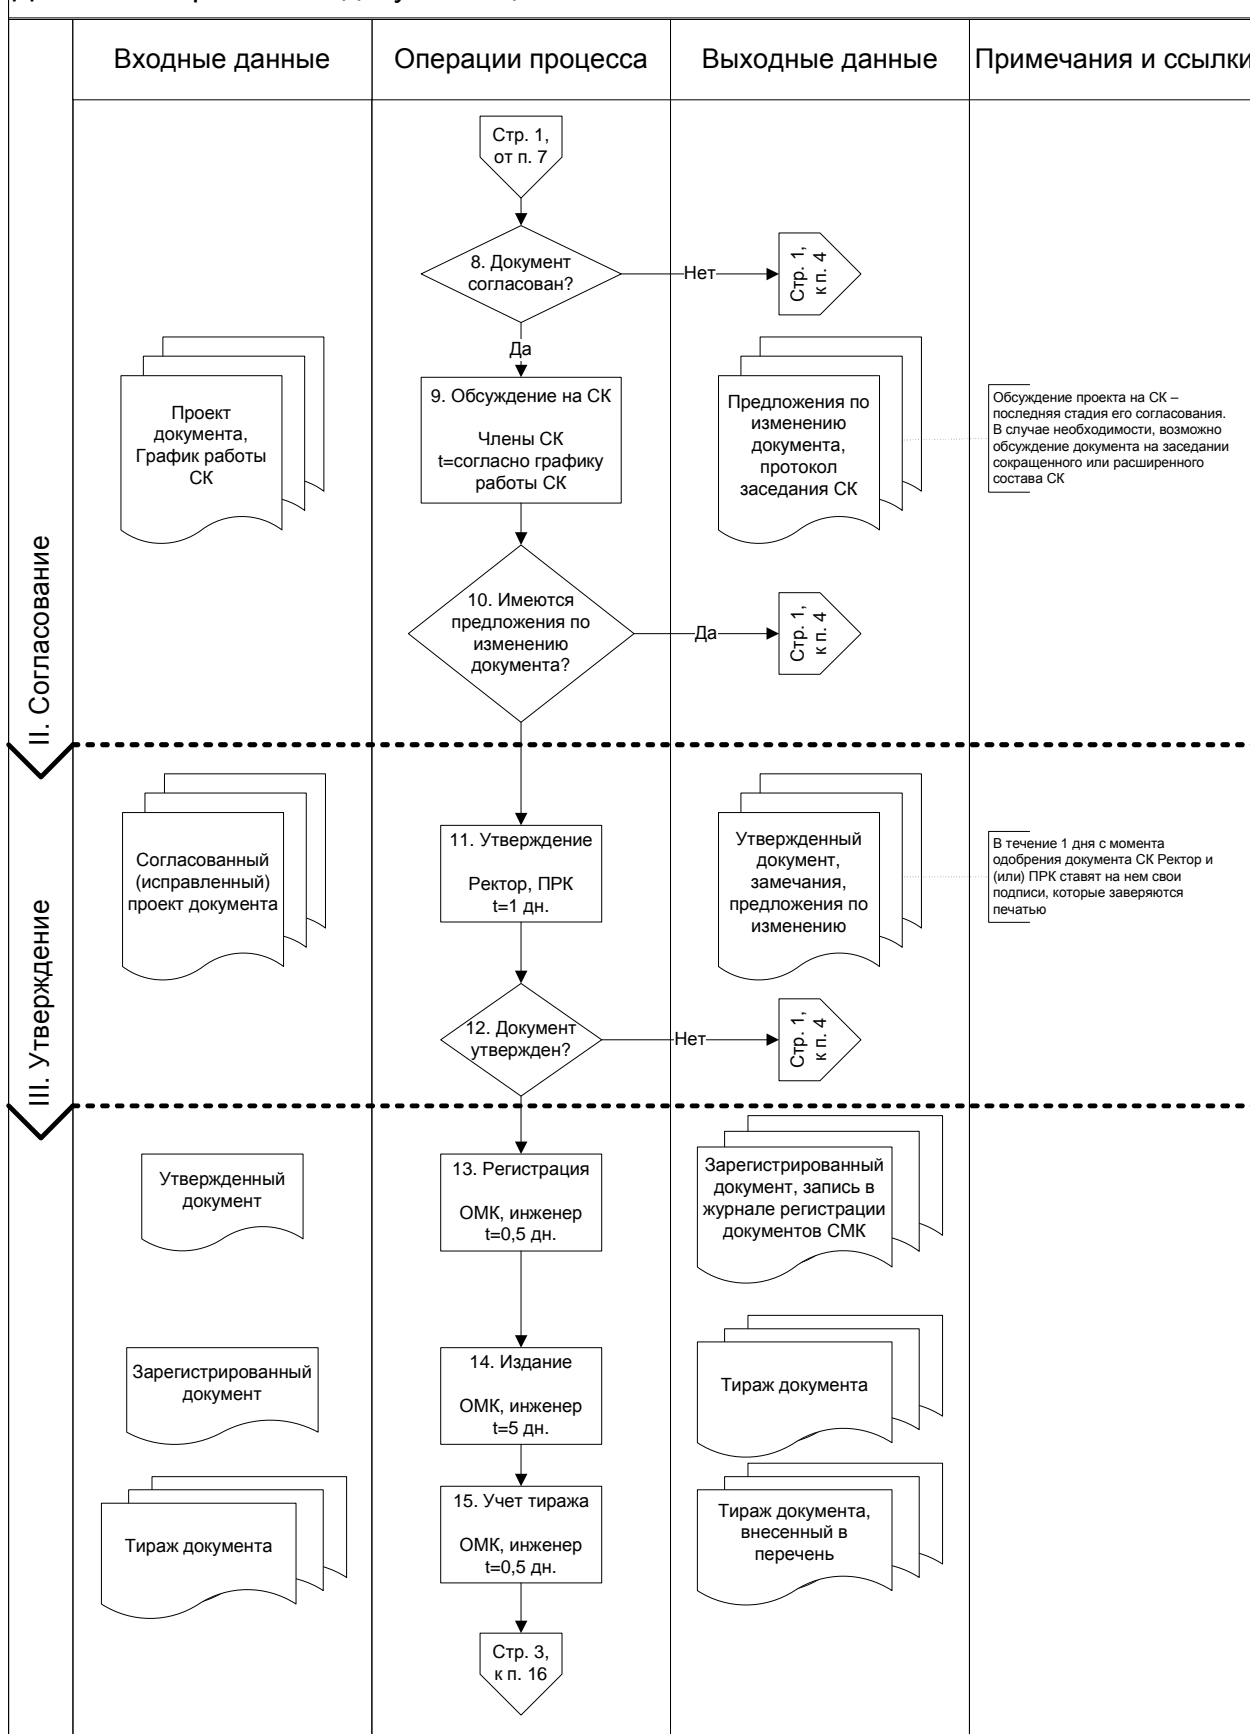 Входные данные
Операции процесса
Выходные данные
Примечания и ссылки
Стр. 1,
от п. 7
8. Документ
согласован?
Нет
Стр. 1,
к п. 4
Да
Проект
документа,
График работы
СК
9. Обсуждение на СК
Члены СК
t=согласно графику
работы СК
Предложения по
изменению
документа,
протокол
заседания СК
Обсуждение проекта на СК –
последняя стадия его согласования.
В случае необходимости, возможно
обсуждение документа на заседании
сокращенного или расширенного
состава СК
II. Согласование
10. Имеются
предложения по
изменению
документа?
Да
Стр. 1,
к п. 4
Согласованный
(исправленный)
проект документа
11. Утверждение
Ректор, ПРК
t=1 дн.
Утвержденный
документ,
замечания,
предложения по
изменению
В течение 1 дня с момента
одобрения документа СК Ректор и
(или) ПРК ставят на нем свои
подписи, которые заверяются
печатью
III. Утверждение
12. Документ
утвержден?
Нет
Стр. 1,
к п. 4
Утвержденный
документ
13. Регистрация
ОМК, инженер
t=0,5 дн.
Зарегистрированный
документ, запись в
журнале регистрации
документов СМК
Зарегистрированный
документ
14. Издание
ОМК, инженер
t=5 дн.
Тираж документа
Тираж документа
15. Учет тиража
ОМК, инженер
t=0,5 дн.
Тираж документа,
внесенный в
перечень
Стр. 3,
к п. 16